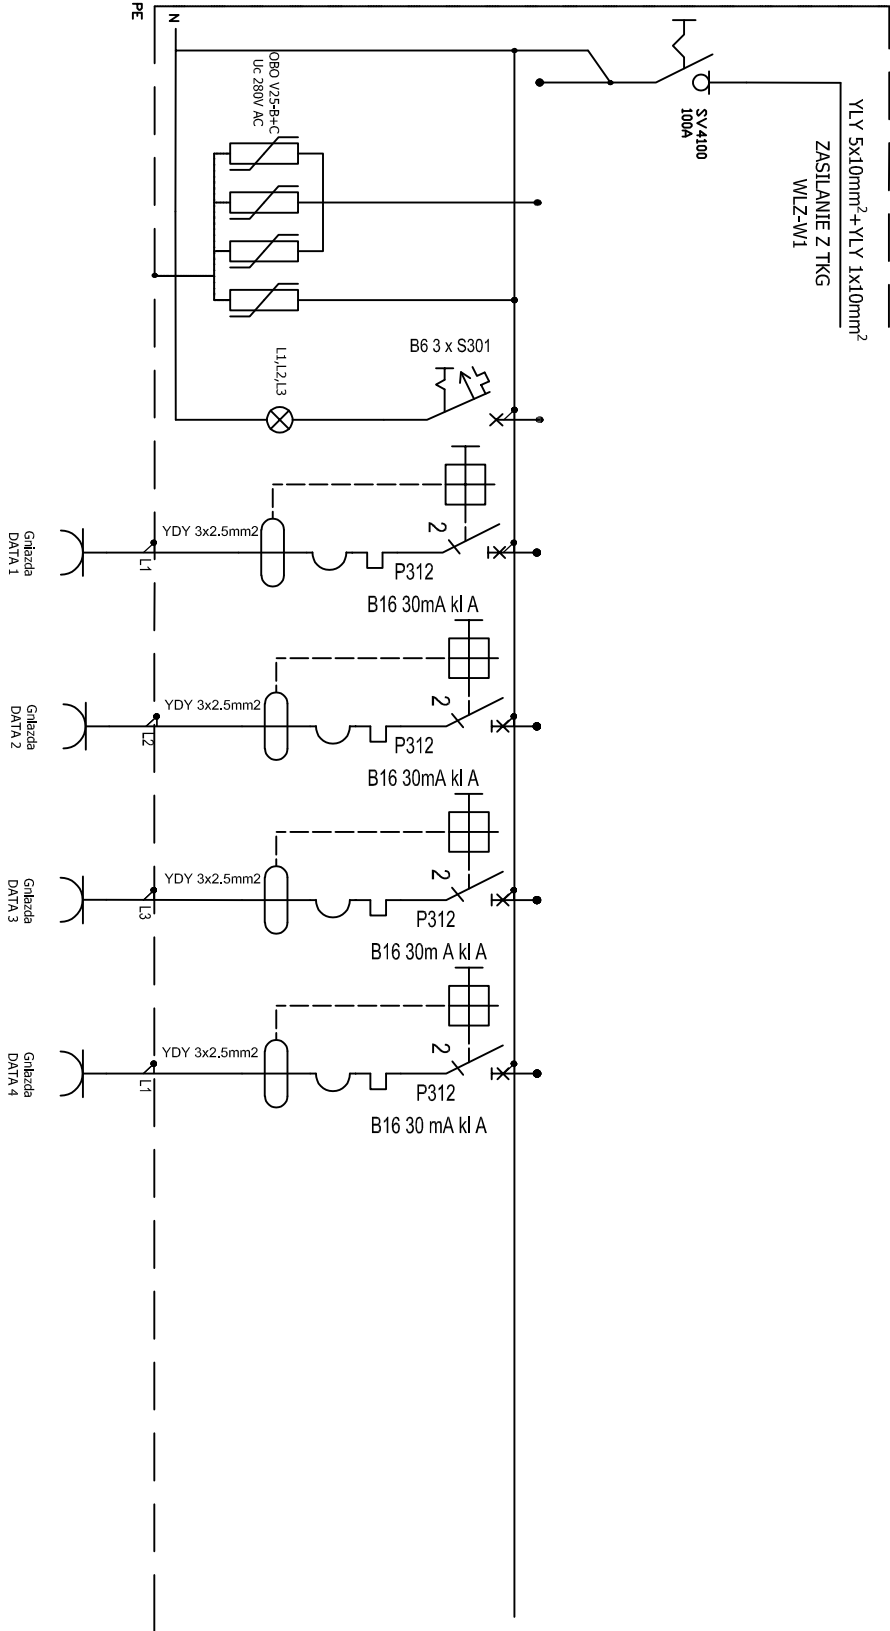 PE
N
YLY 5x10mm²+YLY 1x10mm²
ZASILANIE Z TKG
WLZ-W1
SV4100
100A
OBO V25-B+C
Uc 280V AC
B6 3 x S301
L1,L2,L3
YDY 3x2.5mm2
2
P312
B16 30mA kl A
L1
Gniazda
DATA 1
YDY 3x2.5mm2
2
P312
B16 30mA kl A
L2
Gniazda
DATA 2
YDY 3x2.5mm2
2
P312
B16 30m A kl A
L3
Gniazda
DATA 3
YDY 3x2.5mm2
2
P312
B16 30 mA kl A
L1
Gniazda
DATA 4